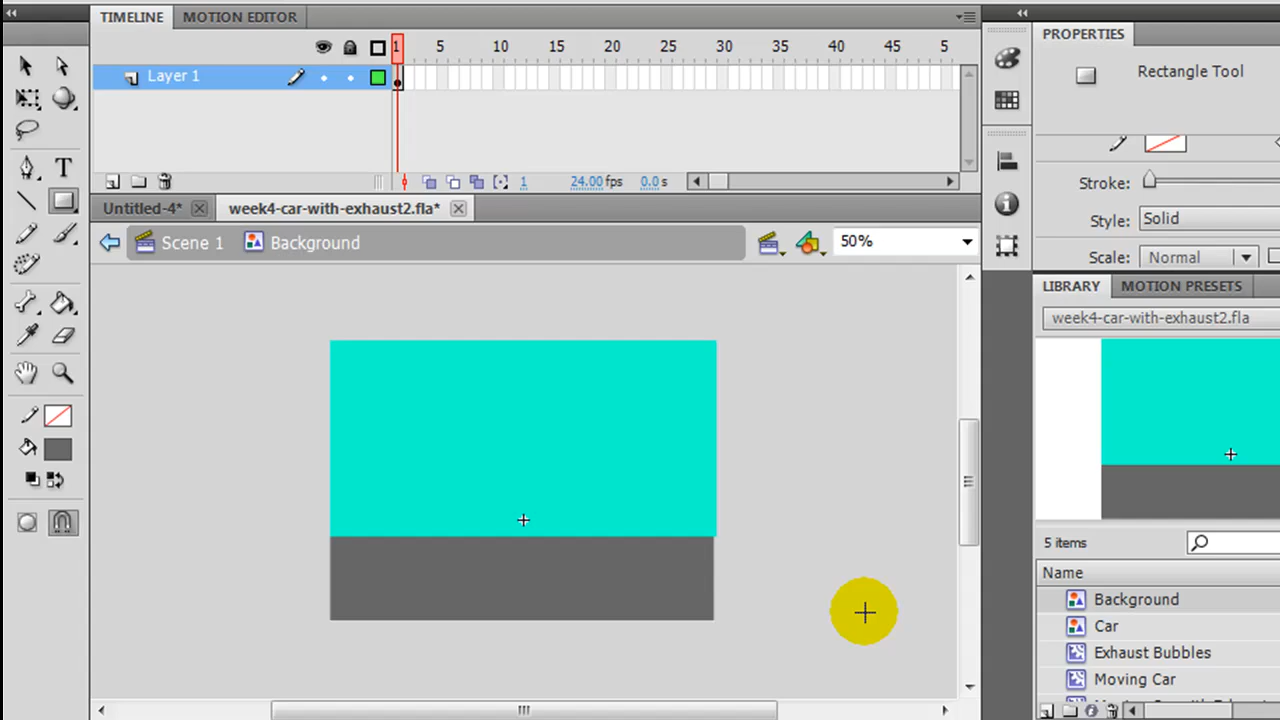 TIMELINE MOTION EDITOR
1 5 10 15 20 25 30 35 40 45 5
Layer 1
1 24.00 fps 0.0 s
Untitled-4* week4-car-with-exhaust2.fla*
Scene 1 Background 50%
PROPERTIES
Rectangle Tool
Stroke:
Style: Solid
Scale: Normal
LIBRARY MOTION PRESETS
week4-car-with-exhaust2.fla
5 items
Name
Background
Car
Exhaust Bubbles
Moving Car